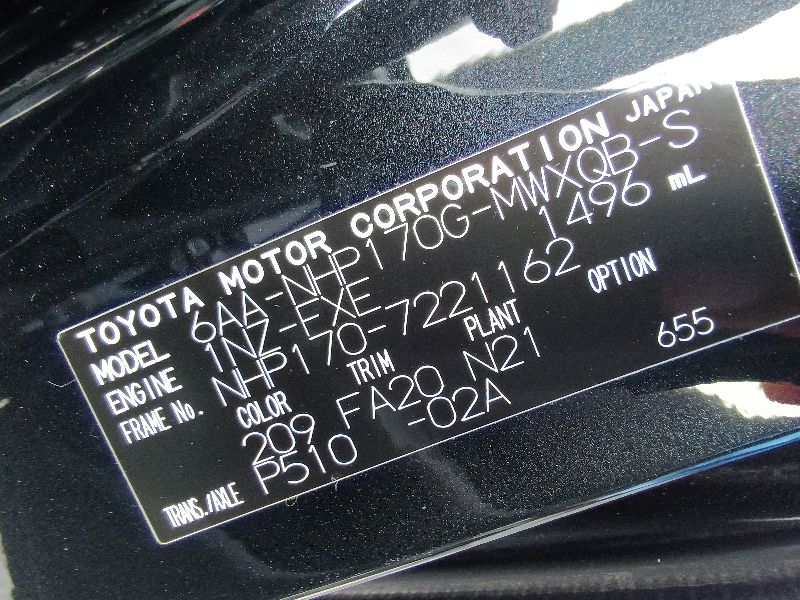 TOYOTA MOTOR CORPORATION JAPAN
MODEL 6AA-NHP170G-MWXQB-S
ENGINE 1NZ-EXE 1496 mL
FRAME No. NHP170-7221162
COLOR TRIM PLANT OPTION
209 FA20 N21 655
TRANS./AXLE P510 -02A